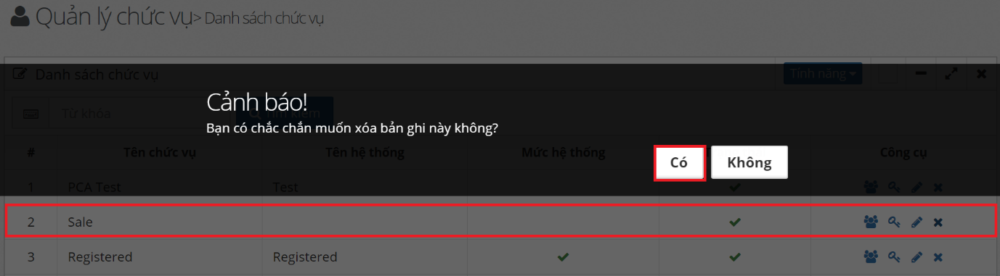 Quản lý chức vụ> Danh sách chức vụ
Danh sách chức vụ Tính năng
Cảnh báo!
Từ khóa Tìm kiếm
Bạn có chắc chắn muốn xóa bản ghi này không?
# Tên chức vụ Tên hệ thống Mức hệ thống Công cụ
Có Không
1 PCA Test Test
2 Sale
3 Registered Registered